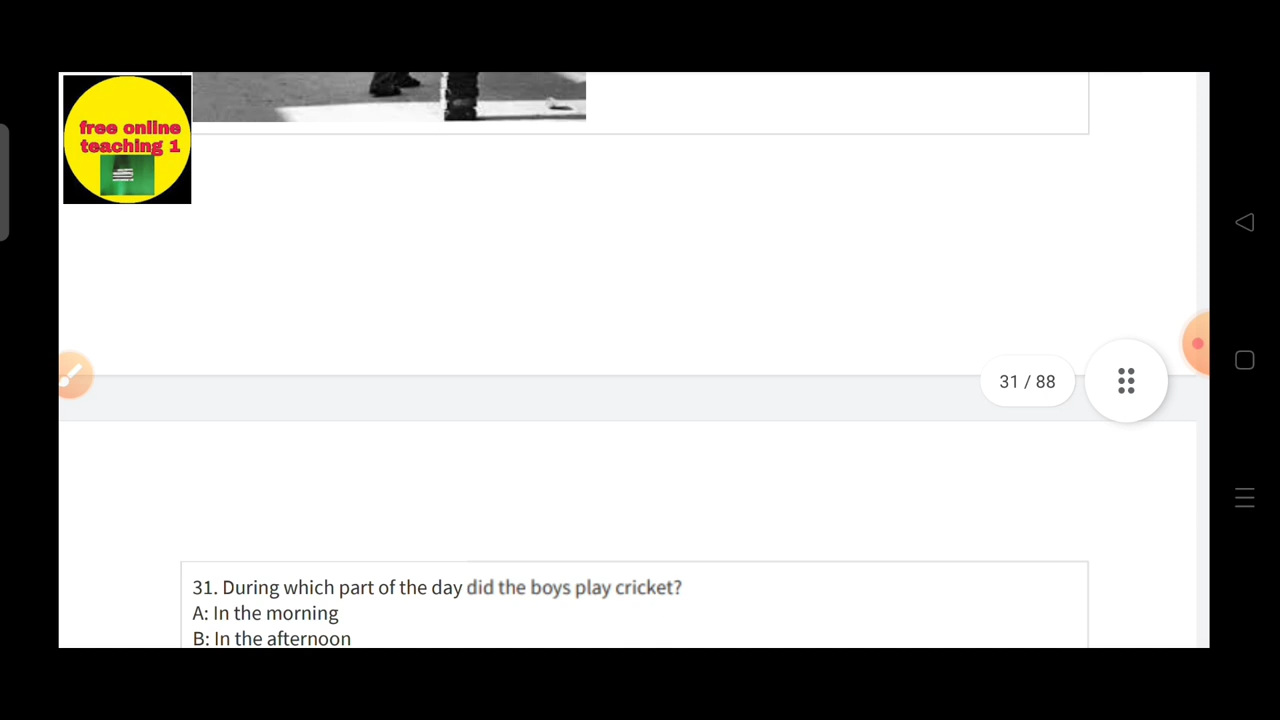 free online
teaching 1
31 / 88
31. During which part of the day did the boys play cricket?
A: In the morning
B: In the afternoon